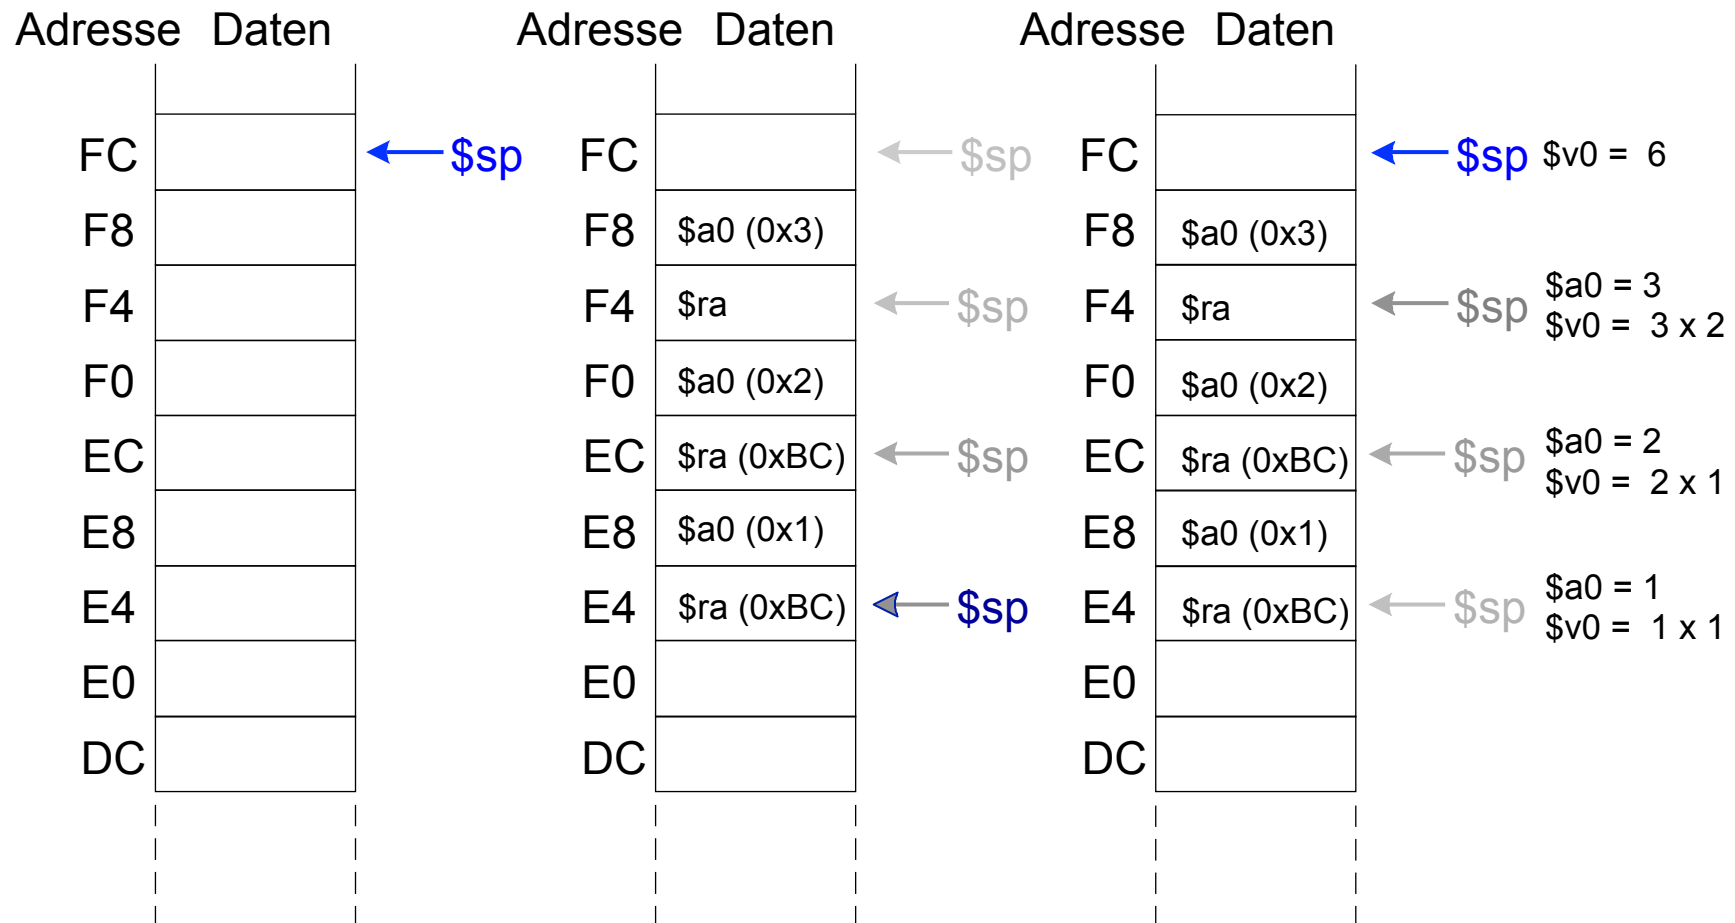 Adresse Daten Adresse Daten Adresse Daten
FC $sp FC $sp FC $sp $v0 = 6
F8 F8 $a0 (0x3) F8 $a0 (0x3)
F4 F4 $ra $sp F4 $ra $sp $a0 = 3
$v0 = 3 x 2
F0 F0 $a0 (0x2) F0 $a0 (0x2)
EC EC $ra (0xBC) $sp EC $ra (0xBC) $sp $a0 = 2
$v0 = 2 x 1
E8 E8 $a0 (0x1) E8 $a0 (0x1)
E4 E4 $ra (0xBC) $sp E4 $ra (0xBC) $sp $a0 = 1
$v0 = 1 x 1
E0 E0 E0
DC DC DC